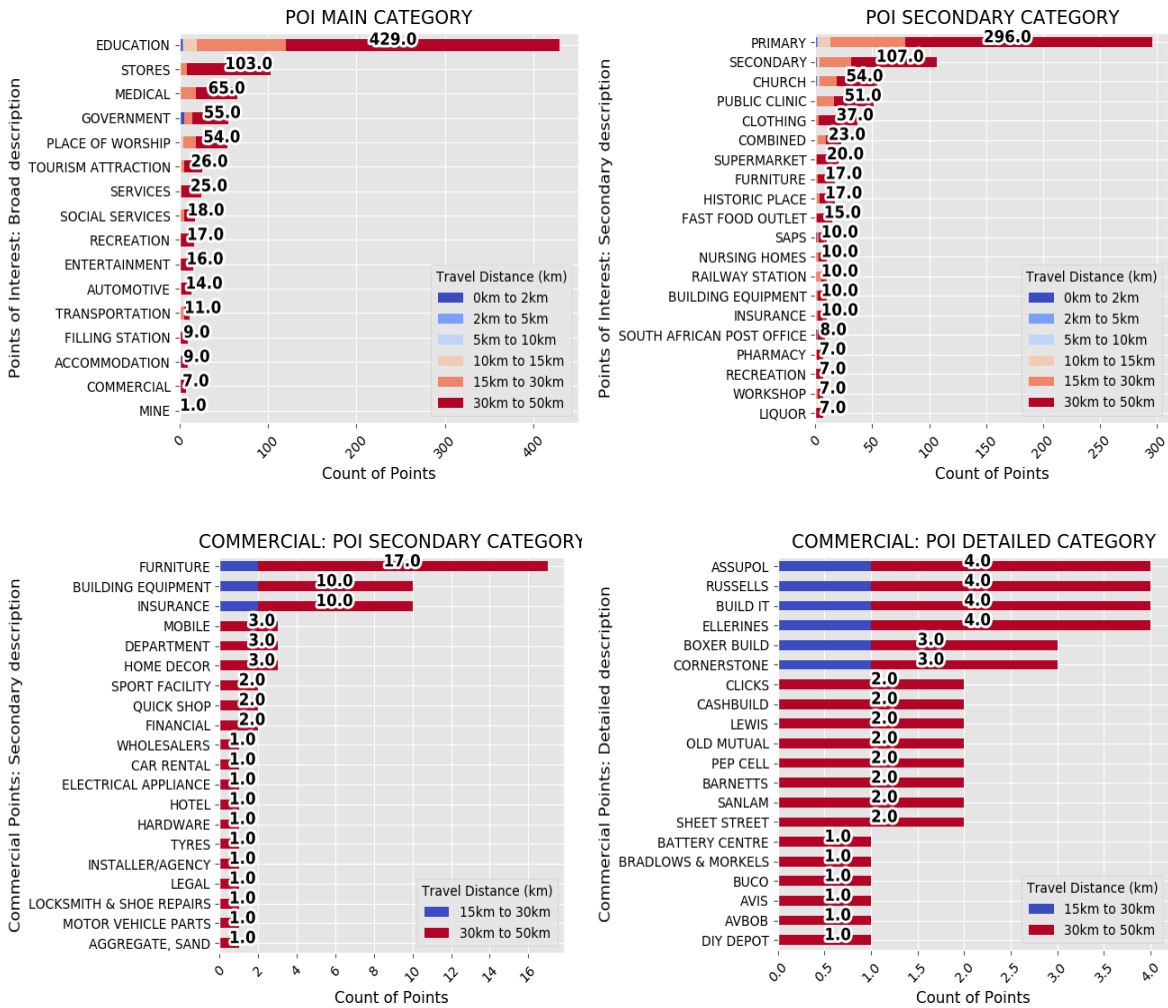 POI MAIN CATEGORY
Points of Interest: Broad description
EDUCATION 429.0
STORES 103.0
MEDICAL 65.0
GOVERNMENT 55.0
PLACE OF WORSHIP 54.0
TOURISM ATTRACTION 26.0
SERVICES 25.0
SOCIAL SERVICES 18.0
RECREATION 17.0
ENTERTAINMENT 16.0
AUTOMOTIVE 14.0
TRANSPORTATION 11.0
FILLING STATION 9.0
ACCOMMODATION 9.0
COMMERCIAL 7.0
MINE 1.0
Travel Distance (km)
0km to 2km
2km to 5km
5km to 10km
10km to 15km
15km to 30km
30km to 50km
0 100 200 300 400
Count of Points
POI SECONDARY CATEGORY
Points of Interest: Secondary description
PRIMARY 296.0
SECONDARY 107.0
CHURCH 54.0
PUBLIC CLINIC 51.0
CLOTHING 37.0
COMBINED 23.0
SUPERMARKET 20.0
FURNITURE 17.0
HISTORIC PLACE 17.0
FAST FOOD OUTLET 15.0
SAPS 10.0
NURSING HOMES 10.0
RAILWAY STATION 10.0
BUILDING EQUIPMENT 10.0
INSURANCE 10.0
SOUTH AFRICAN POST OFFICE 8.0
PHARMACY 7.0
RECREATION 7.0
WORKSHOP 7.0
LIQUOR 7.0
Travel Distance (km)
0km to 2km
2km to 5km
5km to 10km
10km to 15km
15km to 30km
30km to 50km
0 50 100 150 200 250 300
Count of Points
COMMERCIAL: POI SECONDARY CATEGORY
Commercial Points: Secondary description
FURNITURE 17.0
BUILDING EQUIPMENT 10.0
INSURANCE 10.0
MOBILE 3.0
DEPARTMENT 3.0
HOME DECOR 3.0
SPORT FACILITY 2.0
QUICK SHOP 2.0
FINANCIAL 2.0
WHOLESALERS 1.0
CAR RENTAL 1.0
ELECTRICAL APPLIANCE 1.0
HOTEL 1.0
HARDWARE 1.0
TYRES 1.0
INSTALLER/AGENCY 1.0
LEGAL 1.0
LOCKSMITH & SHOE REPAIRS 1.0
MOTOR VEHICLE PARTS 1.0
AGGREGATE, SAND 1.0
Travel Distance (km)
15km to 30km
30km to 50km
0 2 4 6 8 10 12 14 16
Count of Points
COMMERCIAL: POI DETAILED CATEGORY
Commercial Points: Detailed description
ASSUPOL 4.0
RUSSELLS 4.0
BUILD IT 4.0
ELLERINES 4.0
BOXER BUILD 3.0
CORNERSTONE 3.0
CLICKS 2.0
CASHBUILD 2.0
LEWIS 2.0
OLD MUTUAL 2.0
PEP CELL 2.0
BARNETTS 2.0
SANLAM 2.0
SHEET STREET 2.0
BATTERY CENTRE 1.0
BRADLOWS & MORKELS 1.0
BUCO 1.0
AVIS 1.0
AVBOB 1.0
DIY DEPOT 1.0
Travel Distance (km)
15km to 30km
30km to 50km
0.0 0.5 1.0 1.5 2.0 2.5 3.0 3.5 4.0
Count of Points